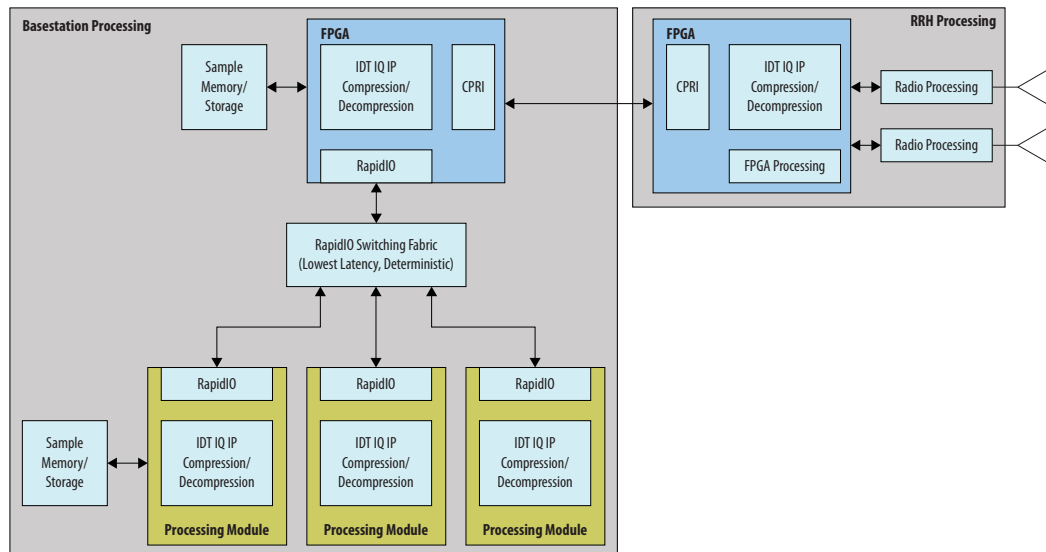 Basestation Processing
FPGA
Sample
Memory/
Storage
IDT IQ IP
Compression/
Decompression
CPRI
RapidIO
RapidIO Switching Fabric
(Lowest Latency, Deterministic)
RapidIO
RapidIO
RapidIO
Sample
Memory/
Storage
IDT IQ IP
Compression/
Decompression
IDT IQ IP
Compression/
Decompression
IDT IQ IP
Compression/
Decompression
Processing Module
Processing Module
Processing Module
RRH Processing
FPGA
CPRI
IDT IQ IP
Compression/
Decompression
FPGA Processing
Radio Processing
Radio Processing